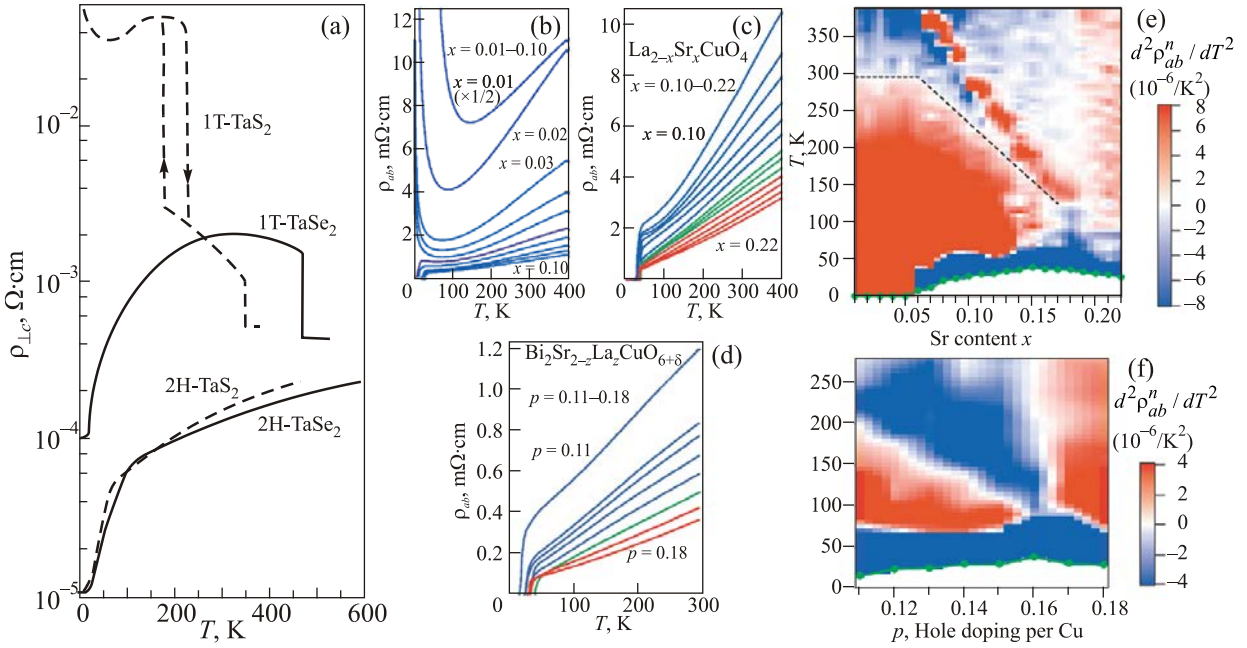 (a)
10⁻²
10⁻³
10⁻⁴
10⁻⁵
ρ⊥c, Ω·cm
1T-TaS₂
1T-TaSe₂
2H-TaS₂
2H-TaSe₂
0
200
400
600
T, K
(b)
12
10
8
6
4
2
ρab, mΩ·cm
x = 0.01–0.10
x = 0.01
(×1/2)
x = 0.02
x = 0.03
x = 0.10
0
100
200
300
400
T, K
(c)
10
8
6
4
2
ρab, mΩ·cm
La₂₋ₓSrₓCuO₄
x = 0.10–0.22
x = 0.10
x = 0.22
0
100
200
300
400
T, K
(d)
1.2
1.0
0.8
0.6
0.4
0.2
ρab, mΩ·cm
Bi₂Sr₂₋zLazCuO₆₊δ
p = 0.11–0.18
p = 0.11
p = 0.18
0
100
200
300
T, K
(e)
350
300
250
200
150
100
50
0
T, K
0.05
0.10
0.15
0.20
Sr content x
d²ρⁿab / dT²
(10⁻⁶/K²)
8
6
4
2
0
–2
–4
–6
–8
(f)
250
200
150
100
50
0
0.12
0.14
0.16
0.18
p, Hole doping per Cu
d²ρⁿab / dT²
(10⁻⁶/K²)
4
2
0
–2
–4